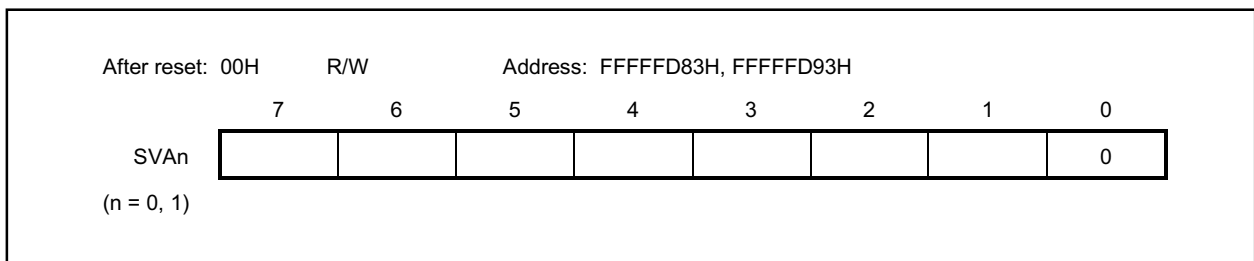 After reset: 00H R/W Address: FFFFFD83H, FFFFFD93H
7 6 5 4 3 2 1 0
SVAn 0
(n = 0, 1)